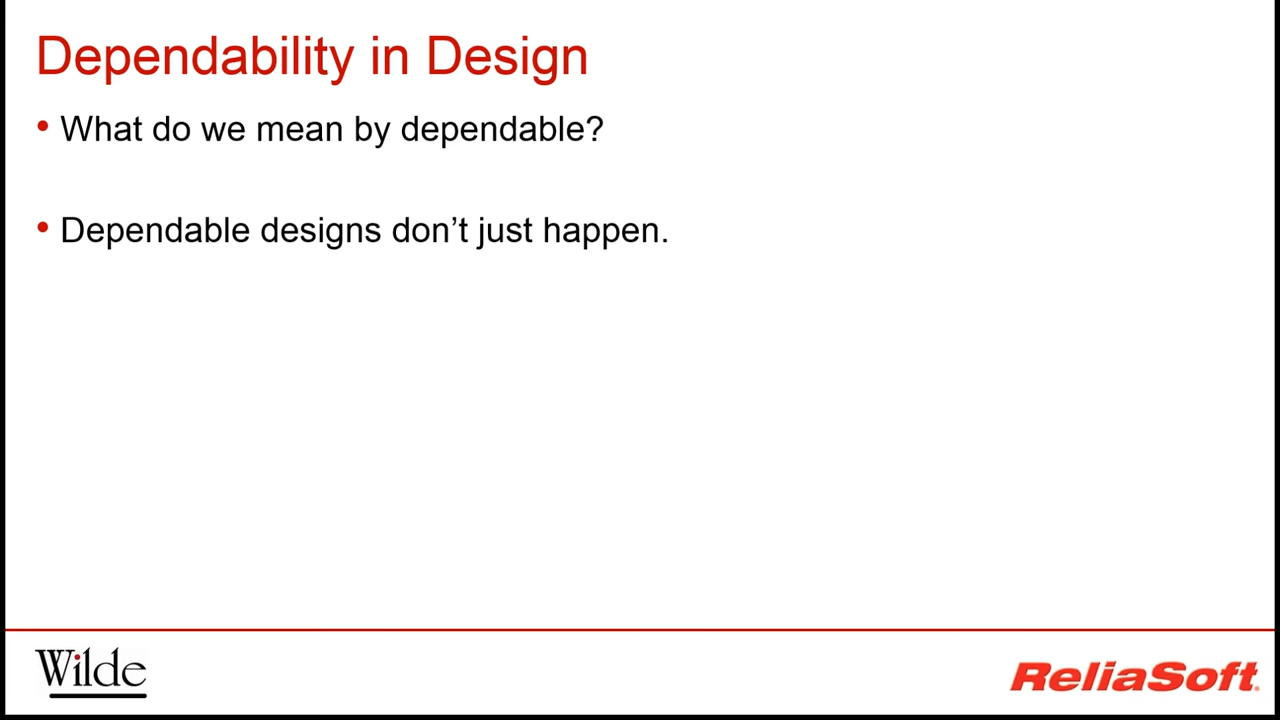 Dependability in Design
• What do we mean by dependable?
• Dependable designs don’t just happen.
Wilde
ReliaSoft.